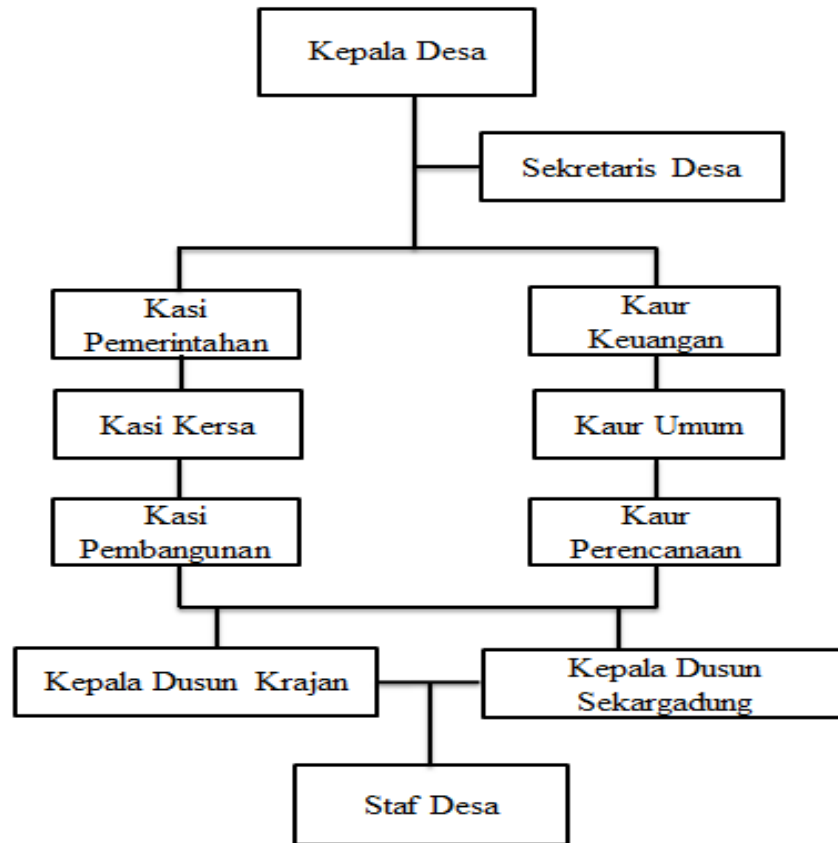 Kepala Desa
Sekretaris Desa
Kasi
Pemerintahan
Kaur
Keuangan
Kasi Kersa
Kaur Umum
Kasi
Pembangunan
Kaur
Perencanaan
Kepala Dusun Krajan
Kepala Dusun
Sekargadung
Staf Desa